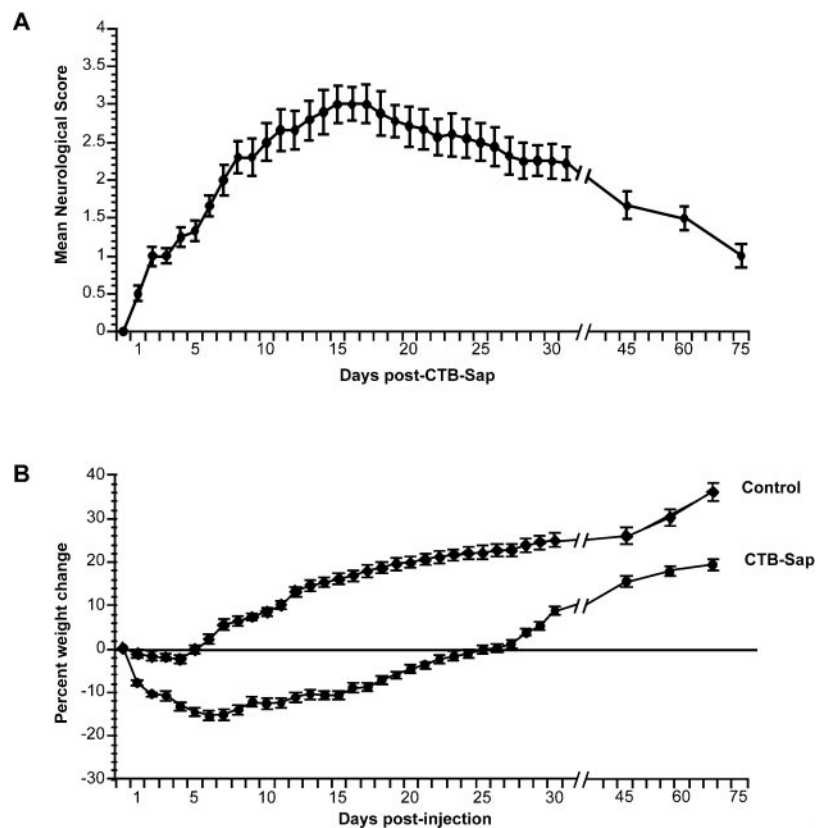 A
Mean Neurological Score
4
3.5
3
2.5
2
1.5
1
0.5
0
1 5 10 15 20 25 30 // 45 60 75
Days post-CTB-Sap
B
Percent weight change
40
30
20
10
0
-10
-20
-30
Control
CTB-Sap
1 5 10 15 20 25 30 // 45 60 75
Days post-injection